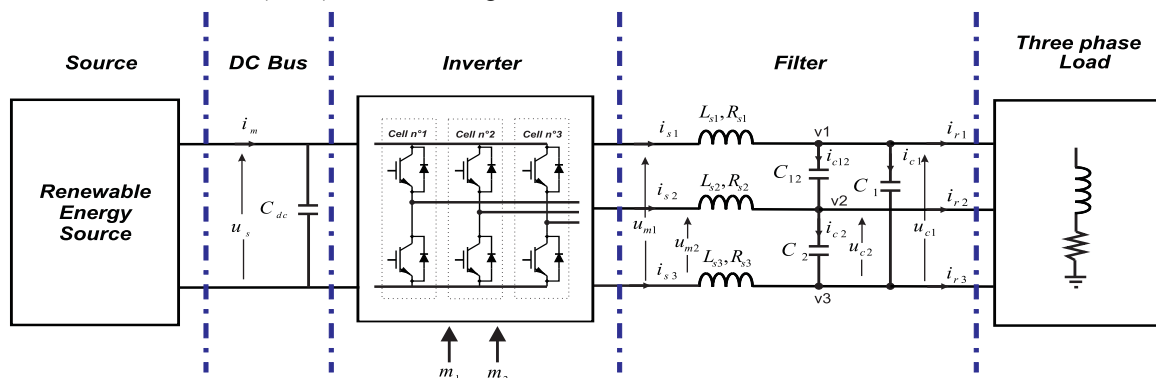 Source
DC Bus
Inverter
Filter
Three phase
Load
Renewable
Energy
Source
i_m
u_s
C_dc
Cell n°1
Cell n°2
Cell n°3
m_1
i_s1
i_s2
i_s3
u_m1
u_m2
L_s1, R_s1
L_s2, R_s2
L_s3, R_s3
v1
v2
v3
i_c12
C_12
i_c1
C_1
i_c2
C_2
u_c2
u_c1
i_r1
i_r2
i_r3